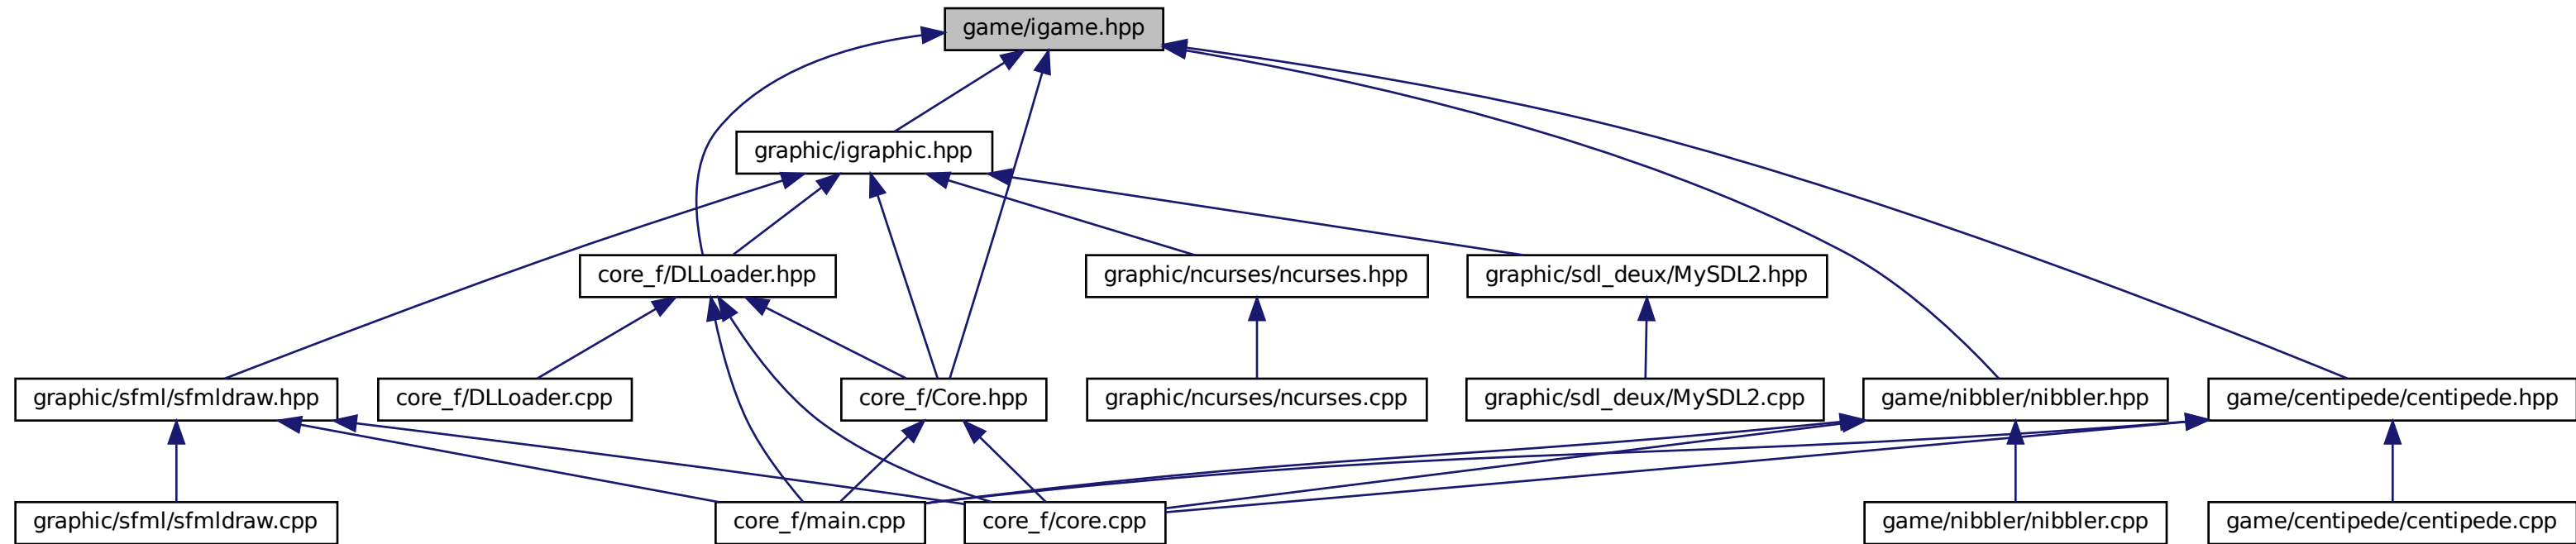 game/igame.hpp
graphic/igraphic.hpp
core_f/DLLoader.hpp
graphic/ncurses/ncurses.hpp
graphic/sdl_deux/MySDL2.hpp
graphic/sfml/sfmldraw.hpp
core_f/DLLoader.cpp
core_f/Core.hpp
graphic/ncurses/ncurses.cpp
graphic/sdl_deux/MySDL2.cpp
game/nibbler/nibbler.hpp
game/centipede/centipede.hpp
graphic/sfml/sfmldraw.cpp
core_f/main.cpp
core_f/core.cpp
game/nibbler/nibbler.cpp
game/centipede/centipede.cpp